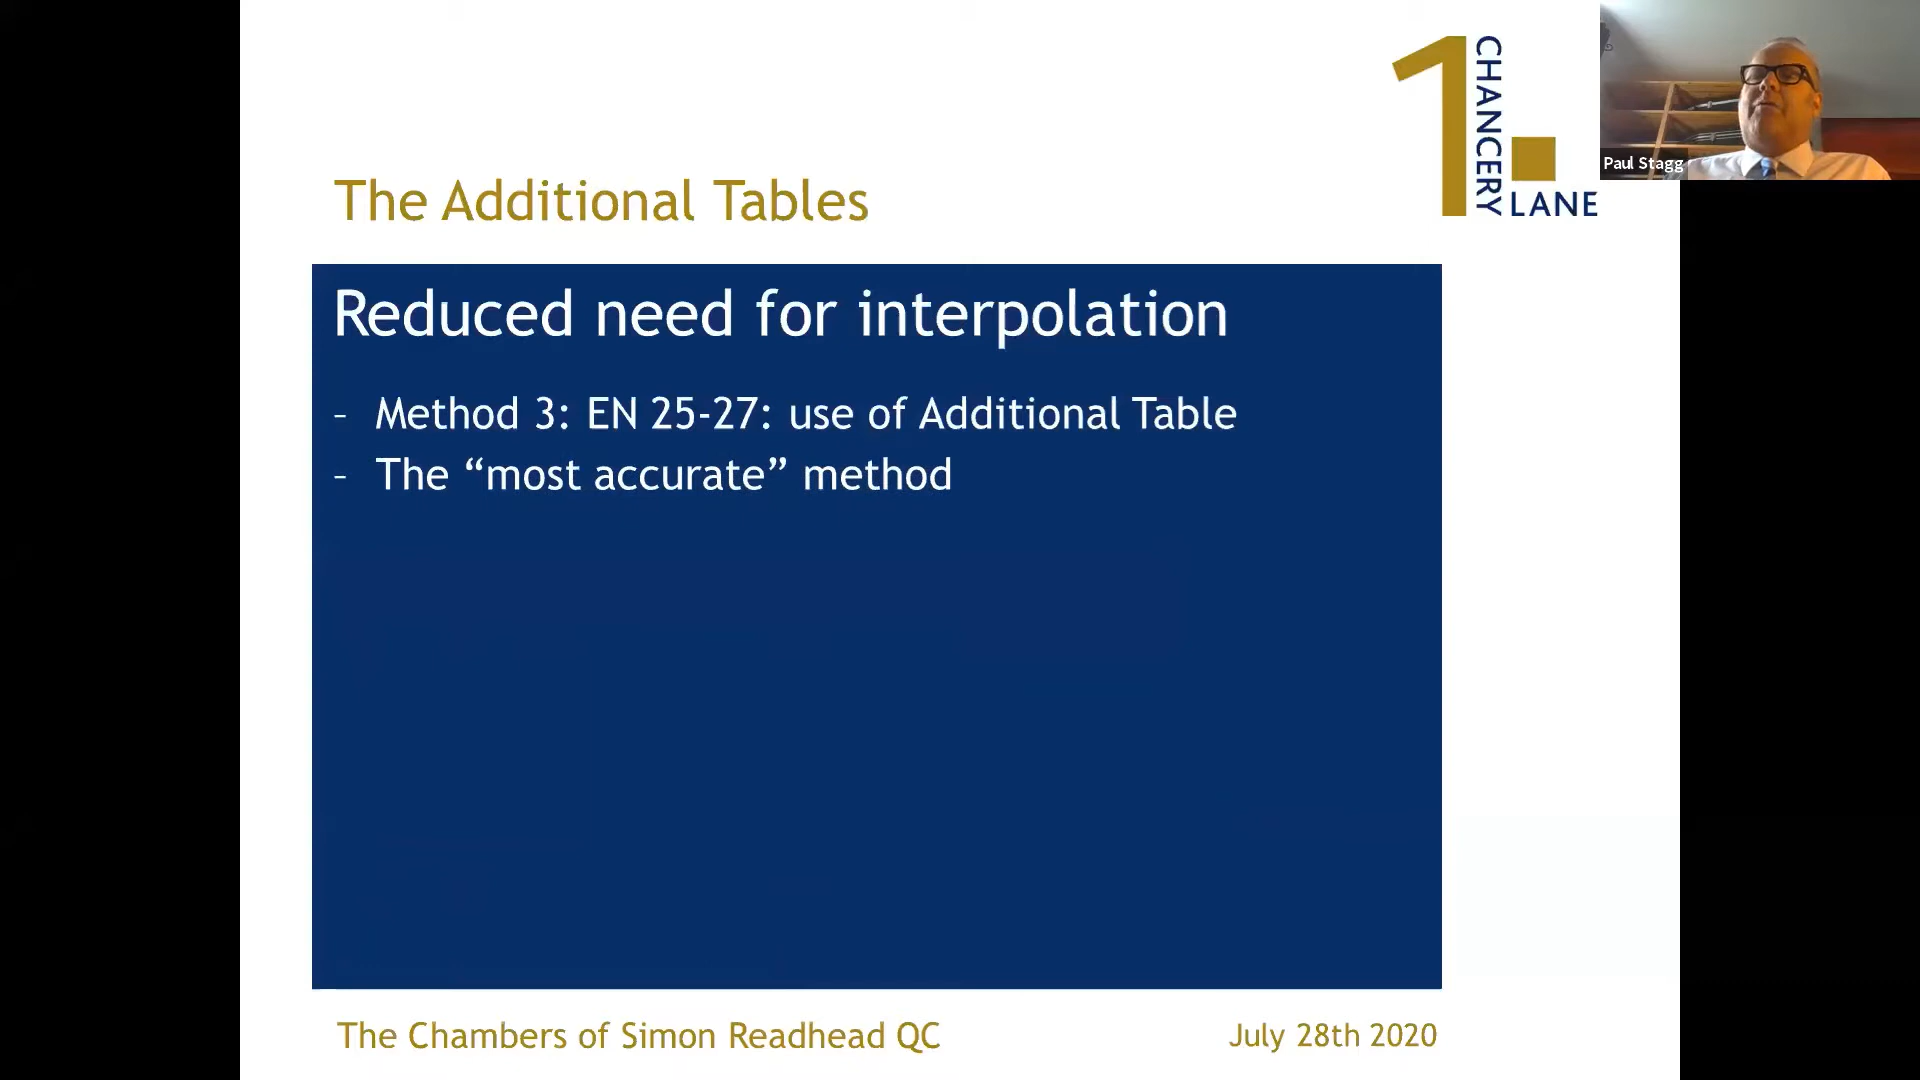 1 CHANCERY LANE
Paul Stagg
The Additional Tables
Reduced need for interpolation
– Method 3: EN 25-27: use of Additional Table
– The “most accurate” method
The Chambers of Simon Readhead QC
July 28th 2020